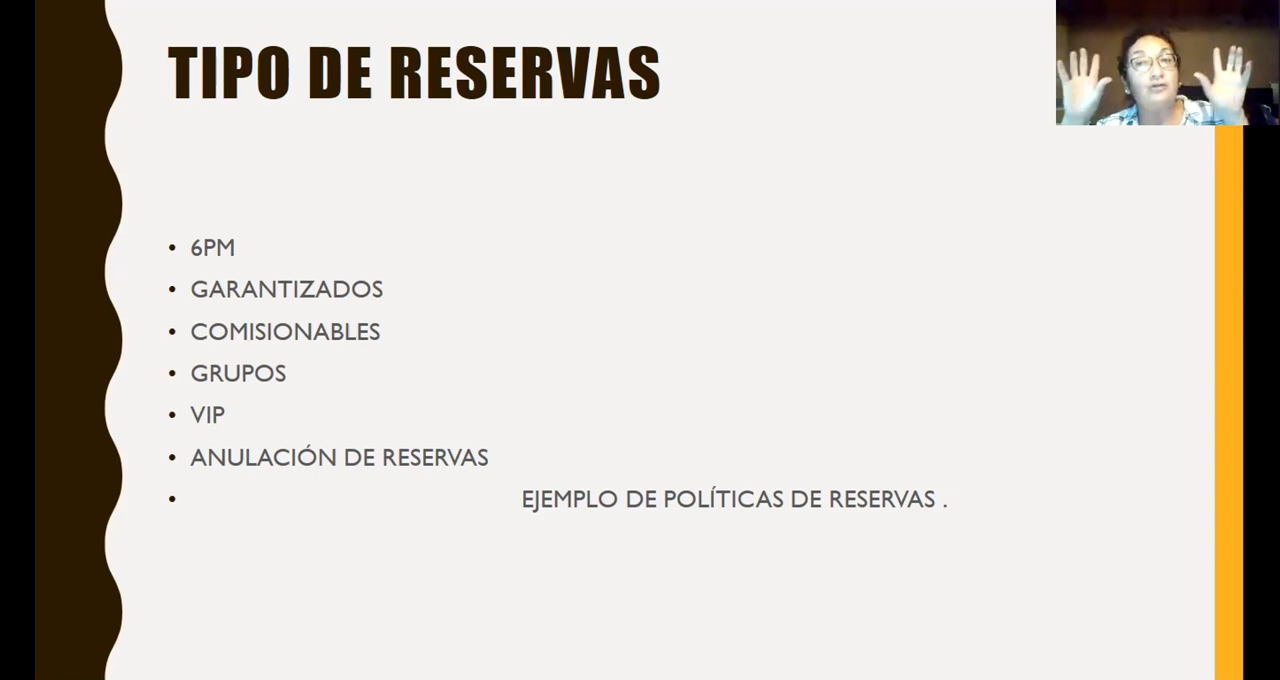 TIPO DE RESERVAS
• 6PM
• GARANTIZADOS
• COMISIONABLES
• GRUPOS
• VIP
• ANULACIÓN DE RESERVAS
• EJEMPLO DE POLÍTICAS DE RESERVAS .